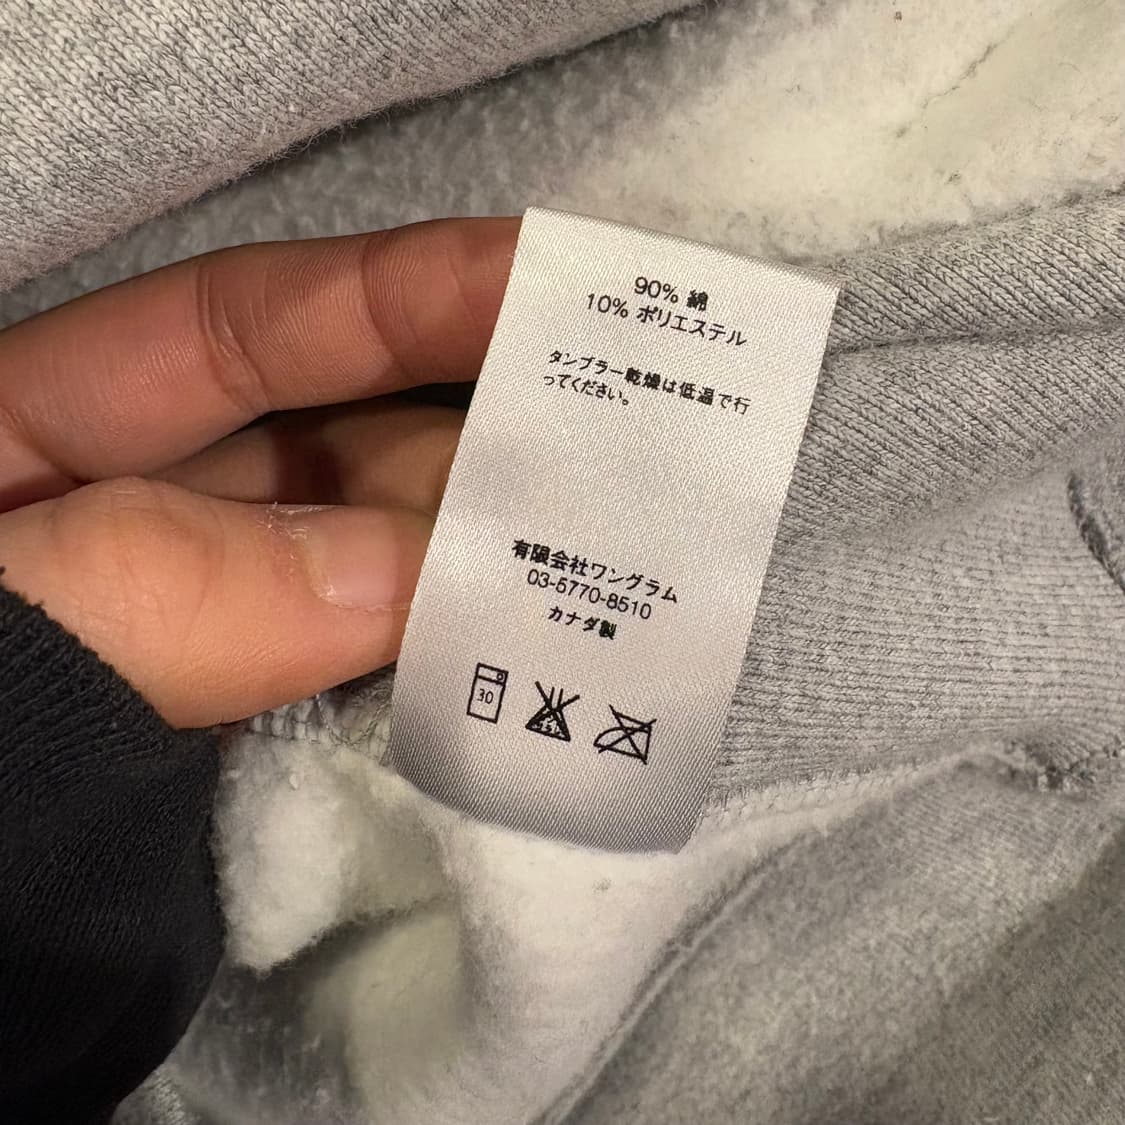 90% 綿
10% ポリエステル
タンブラー乾燥は低温で行
ってください。
有限会社ワングラム
03-5770-8510
カナダ製
30